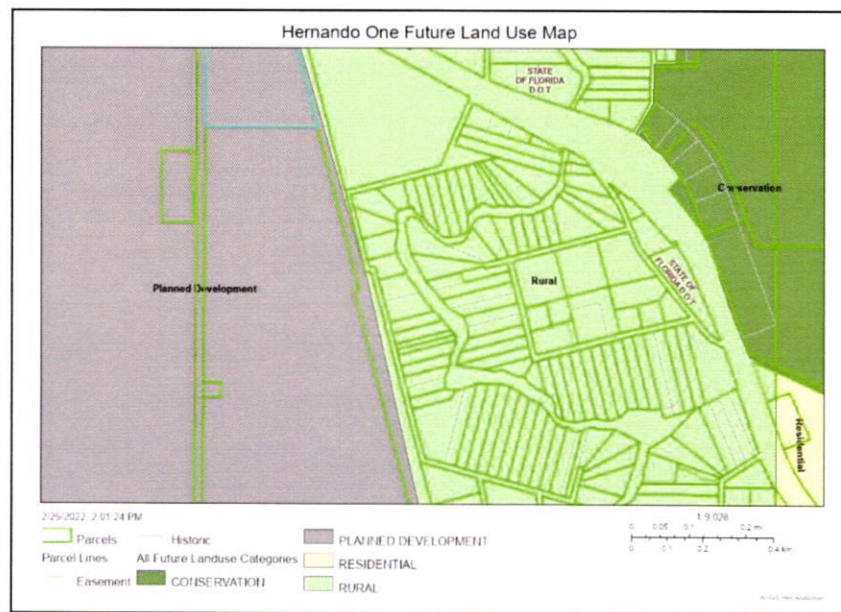 Hernando One Future Land Use Map
STATE
OF FLORIDA
D O T
Conservation
Planned Development
Rural
STATE OF
FLORIDA D O T
Residential
2/25/2022, 2:01:24 PM
Parcels
Parcel Lines
Easement
Historic
All Future Landuse Categories
CONSERVATION
PLANNED DEVELOPMENT
RESIDENTIAL
RURAL
1:9,028
0 0.05 0.1 0.2 mi
0 0.1 0.2 0.4 km